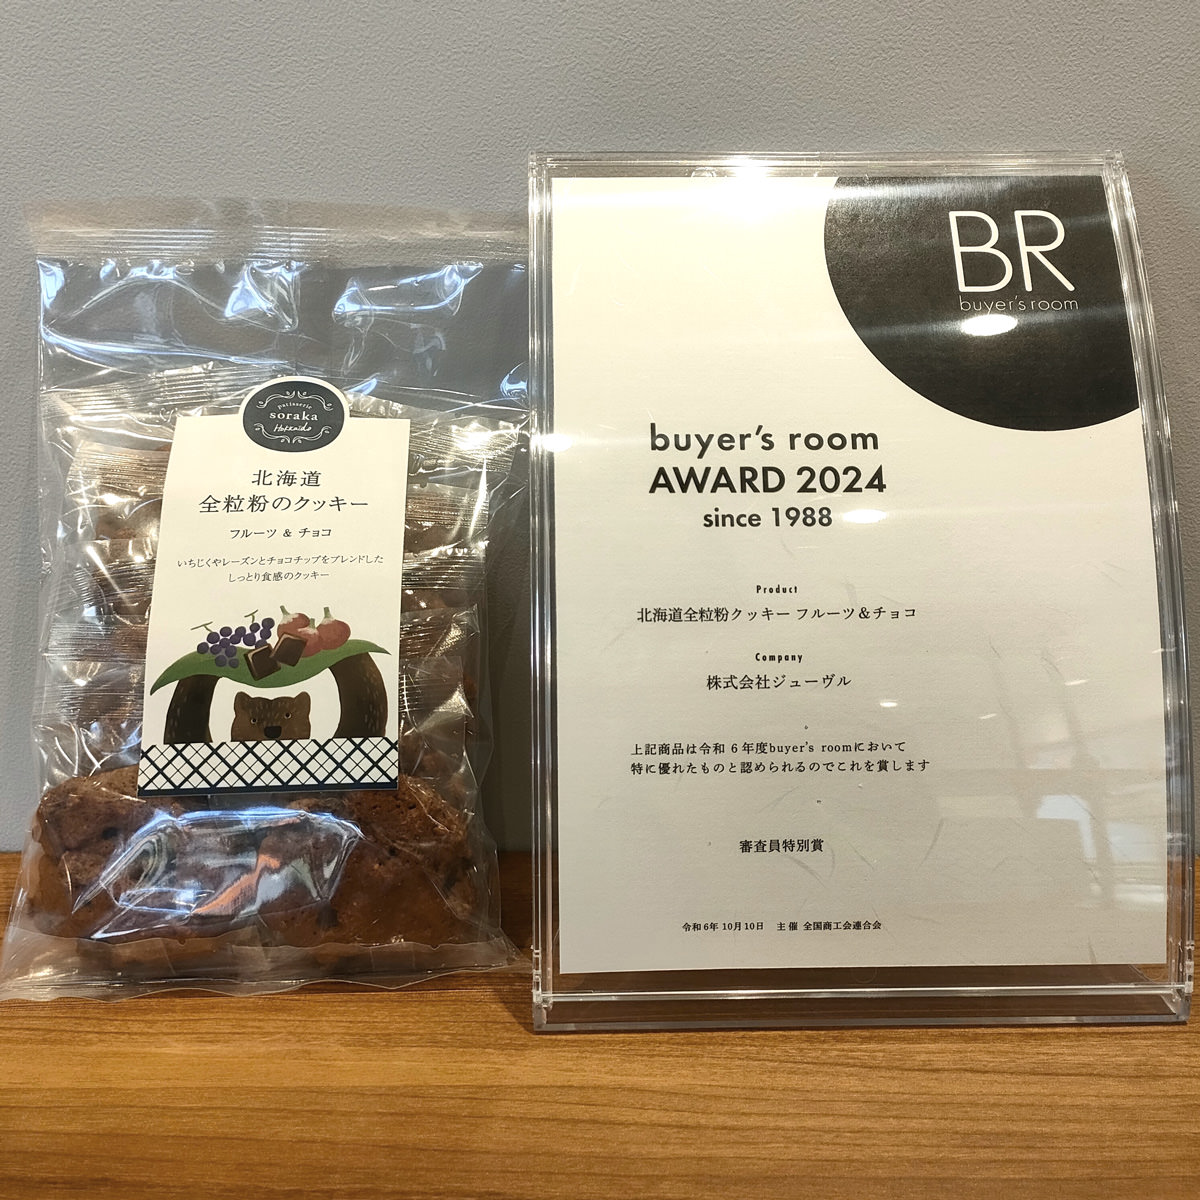 patisserie
soraka
Hokkaido
北海道
全粒粉のクッキー
フルーツ & チョコ
いちじくやレーズンとチョコチップをブレンドした
しっとり食感のクッキー
BR
buyer's room
buyer's room
AWARD 2024
since 1988
Product
北海道全粒粉クッキー フルーツ&チョコ
Company
株式会社ジューヴル
上記商品は令和 6 年度buyer's roomにおいて
特に優れたものと認められるのでこれを賞します
審査員特別賞
令和6年 10月10日 主催 全国商工会連合会